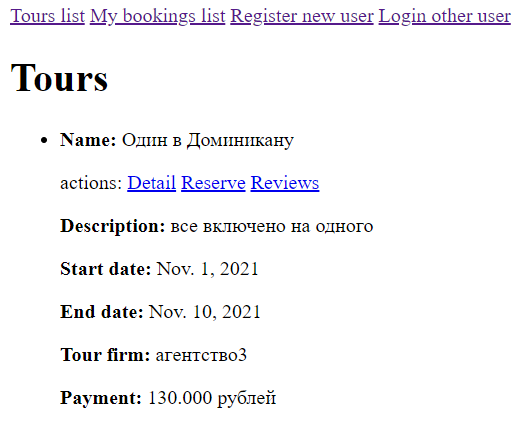 Tours list My bookings list Register new user Login other user
Tours
Name: Один в Доминикану
actions: Detail Reserve Reviews
Description: все включено на одного
Start date: Nov. 1, 2021
End date: Nov. 10, 2021
Tour firm: агентство3
Payment: 130.000 рублей